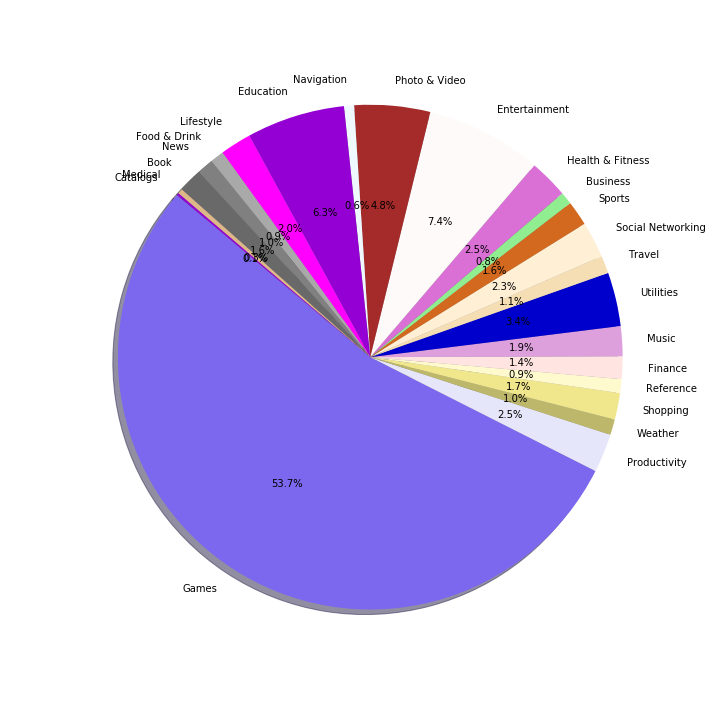 Navigation
Photo & Video
Education
Entertainment
Lifestyle
Food & Drink
News
Health & Fitness
Book
Business
Medical
Catalogs
Sports
Social Networking
Travel
Utilities
Music
Finance
Reference
Shopping
Weather
Productivity
Games
0.6%
4.8%
6.3%
7.4%
2.0%
0.9%
1.0%
1.6%
2.5%
0.8%
1.6%
2.3%
1.1%
3.4%
1.9%
1.4%
0.9%
1.7%
1.0%
2.5%
53.7%